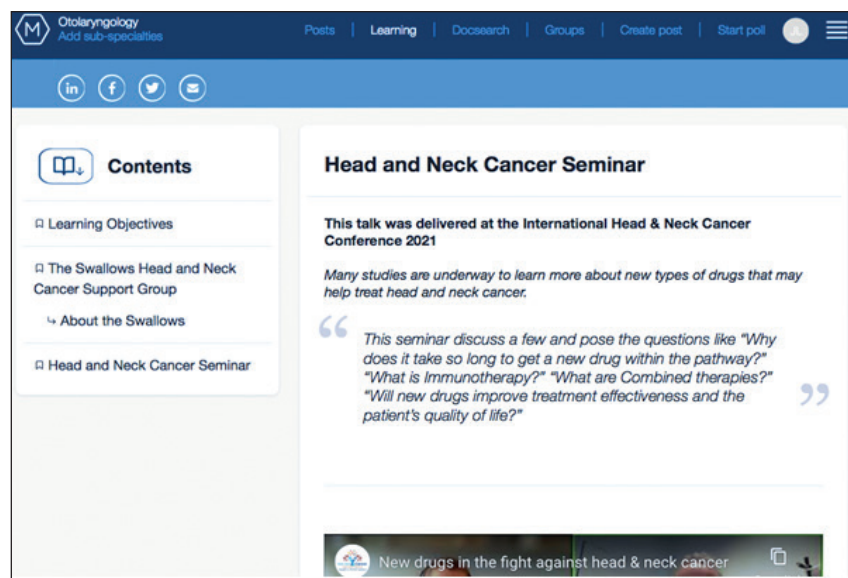 M
Otolaryngology
Add sub-specialties
Posts | Learning | Docsearch | Groups | Create post | Start poll
in f
Contents
Learning Objectives
The Swallows Head and Neck
Cancer Support Group
About the Swallows
Head and Neck Cancer Seminar
Head and Neck Cancer Seminar
This talk was delivered at the International Head & Neck Cancer
Conference 2021
Many studies are underway to learn more about new types of drugs that may
help treat head and neck cancer.
“
This seminar discuss a few and pose the questions like “Why
does it take so long to get a new drug within the pathway?”
“What is Immunotherapy?” “What are Combined therapies?”
“Will new drugs improve treatment effectiveness and the
patient’s quality of life?”
”
New drugs in the fight against head & neck cancer